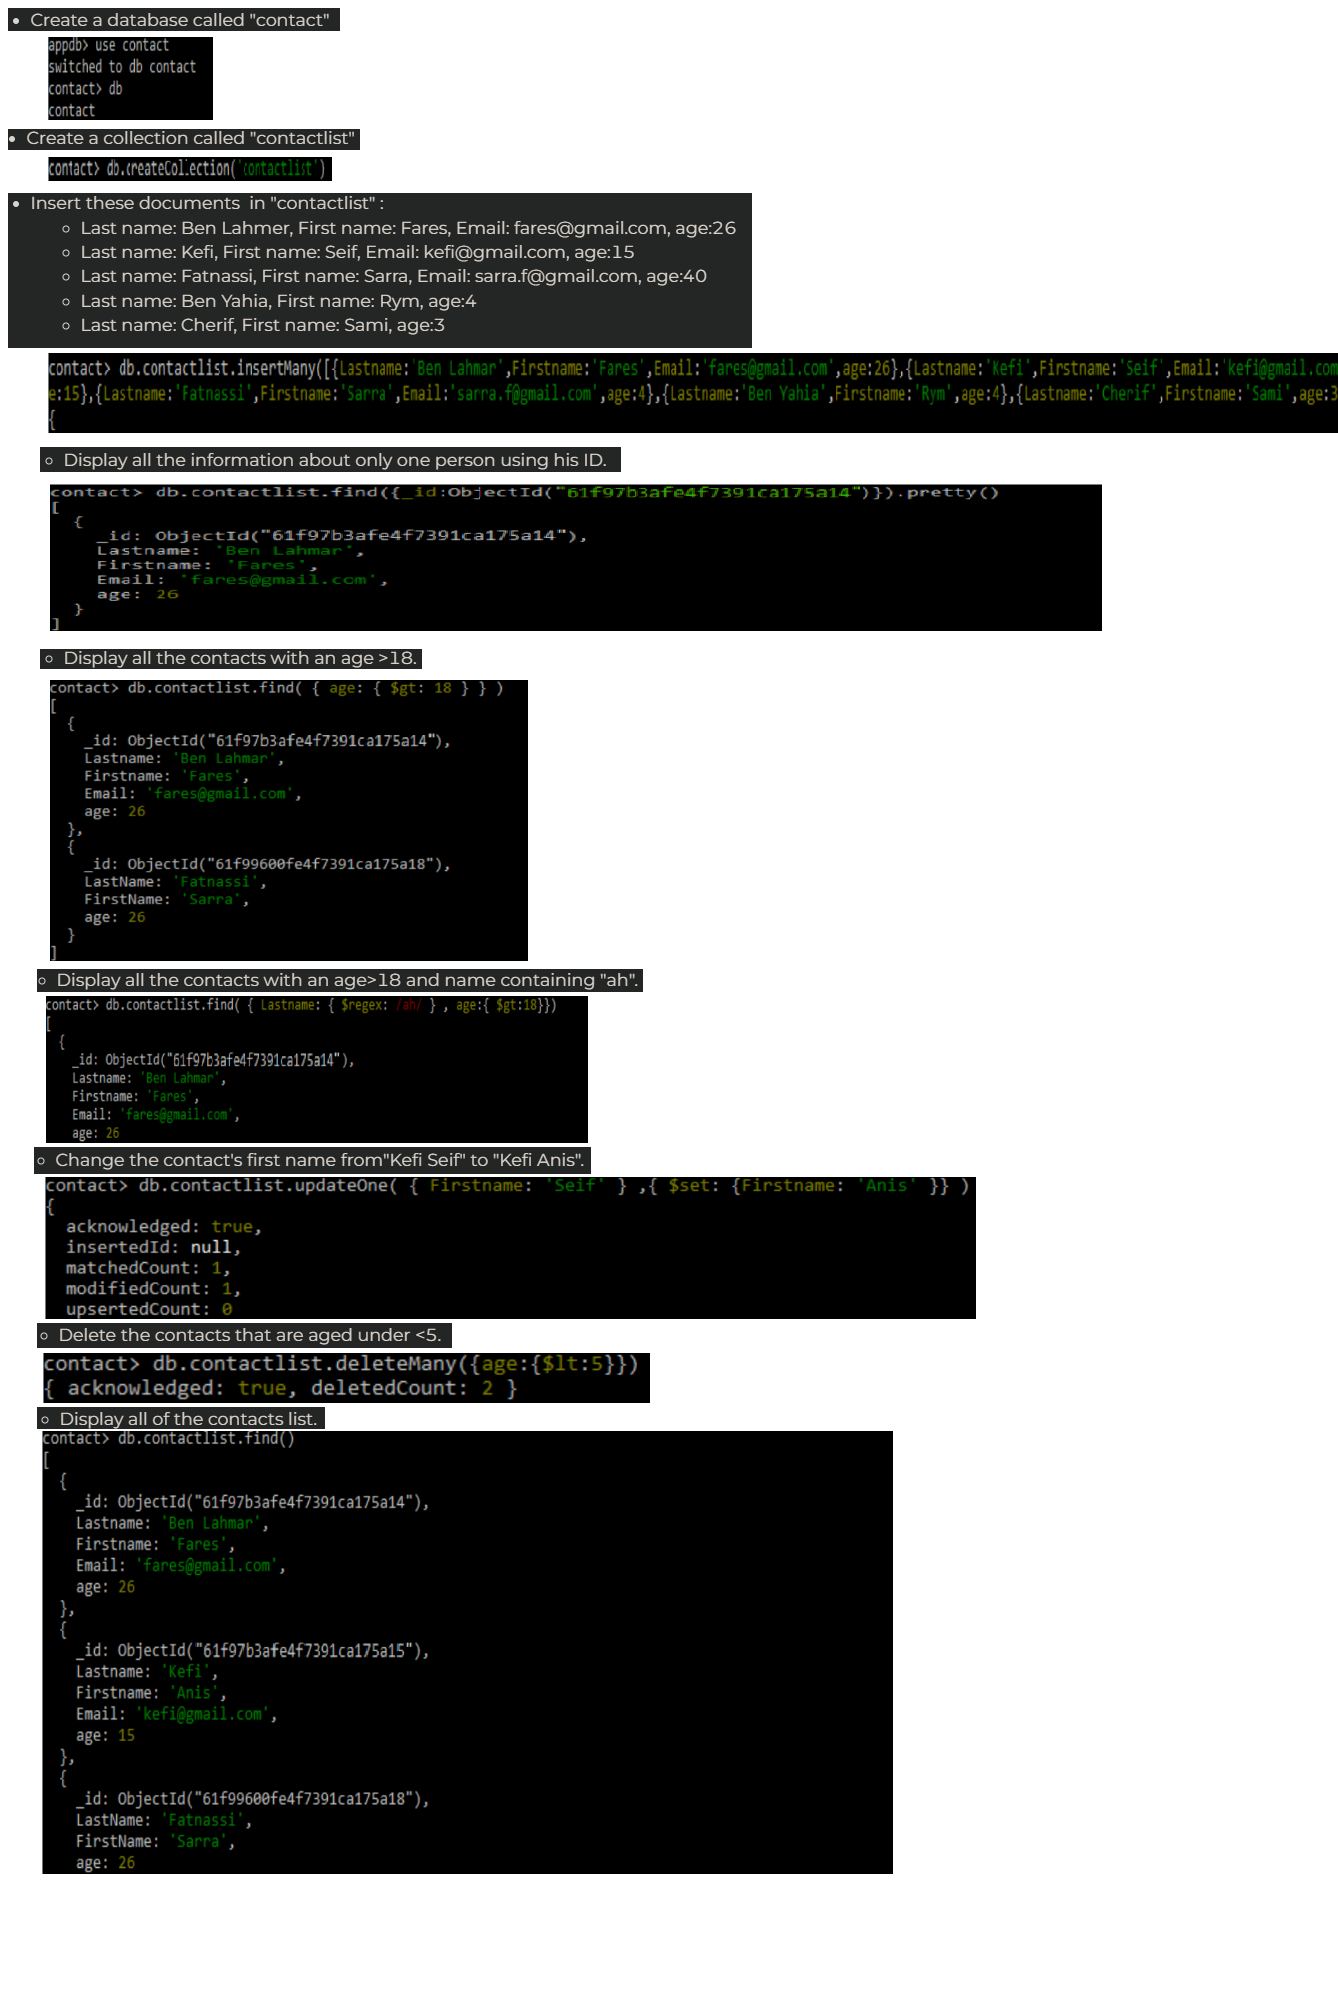 • Create a database called "contact"
appdb> use contact
switched to db contact
contact> db
contact
• Create a collection called "contactlist"
contact> db.createCollection('contactlist')
• Insert these documents  in "contactlist" :
○ Last name: Ben Lahmer, First name: Fares, Email: fares@gmail.com, age:26
○ Last name: Kefi, First name: Seif, Email: kefi@gmail.com, age:15
○ Last name: Fatnassi, First name: Sarra, Email: sarra.f@gmail.com, age:40
○ Last name: Ben Yahia, First name: Rym, age:4
○ Last name: Cherif, First name: Sami, age:3
contact> db.contactlist.insertMany([{Lastname:'Ben Lahmar',Firstname:'Fares',Email:'fares@gmail.com',age:26},{Lastname:'Kefi',Firstname:'Seif',Email:'kefi@gmail.com
e:15},{Lastname:'Fatnassi',Firstname:'Sarra',Email:'sarra.f@gmail.com',age:4},{Lastname:'Ben Yahia',Firstname:'Rym',age:4},{Lastname:'Cherif',Firstname:'Sami',age:3
{
○ Display all the information about only one person using his ID.
contact> db.contactlist.find({_id:ObjectId("61f97b3afe4f7391ca175a14")}).pretty()
[
{
_id: ObjectId("61f97b3afe4f7391ca175a14"),
Lastname: 'Ben Lahmar',
Firstname: 'Fares',
Email: 'fares@gmail.com',
age: 26
}
]
○ Display all the contacts with an age >18.
contact> db.contactlist.find( { age: { $gt: 18 } } )
[
{
_id: ObjectId("61f97b3afe4f7391ca175a14"),
Lastname: 'Ben Lahmar',
Firstname: 'Fares',
Email: 'fares@gmail.com',
age: 26
},
{
_id: ObjectId("61f99600fe4f7391ca175a18"),
LastName: 'Fatnassi',
FirstName: 'Sarra',
age: 26
}
]
○ Display all the contacts with an age>18 and name containing "ah".
contact> db.contactlist.find( { Lastname: { $regex: /ah/ } , age:{ $gt:18}})
[
{
_id: ObjectId("61f97b3afe4f7391ca175a14"),
Lastname: 'Ben Lahmar',
Firstname: 'Fares',
Email: 'fares@gmail.com',
age: 26
○ Change the contact's first name from"Kefi Seif" to "Kefi Anis".
contact> db.contactlist.updateOne( { Firstname: 'Seif' } ,{ $set: {Firstname: 'Anis' }} )
{
acknowledged: true,
insertedId: null,
matchedCount: 1,
modifiedCount: 1,
upsertedCount: 0
○ Delete the contacts that are aged under <5.
contact> db.contactlist.deleteMany({age:{$lt:5}})
{ acknowledged: true, deletedCount: 2 }
○ Display all of the contacts list.
contact> db.contactlist.find()
[
{
_id: ObjectId("61f97b3afe4f7391ca175a14"),
Lastname: 'Ben Lahmar',
Firstname: 'Fares',
Email: 'fares@gmail.com',
age: 26
},
{
_id: ObjectId("61f97b3afe4f7391ca175a15"),
Lastname: 'Kefi',
Firstname: 'Anis',
Email: 'kefi@gmail.com',
age: 15
},
{
_id: ObjectId("61f99600fe4f7391ca175a18"),
LastName: 'Fatnassi',
FirstName: 'Sarra',
age: 26